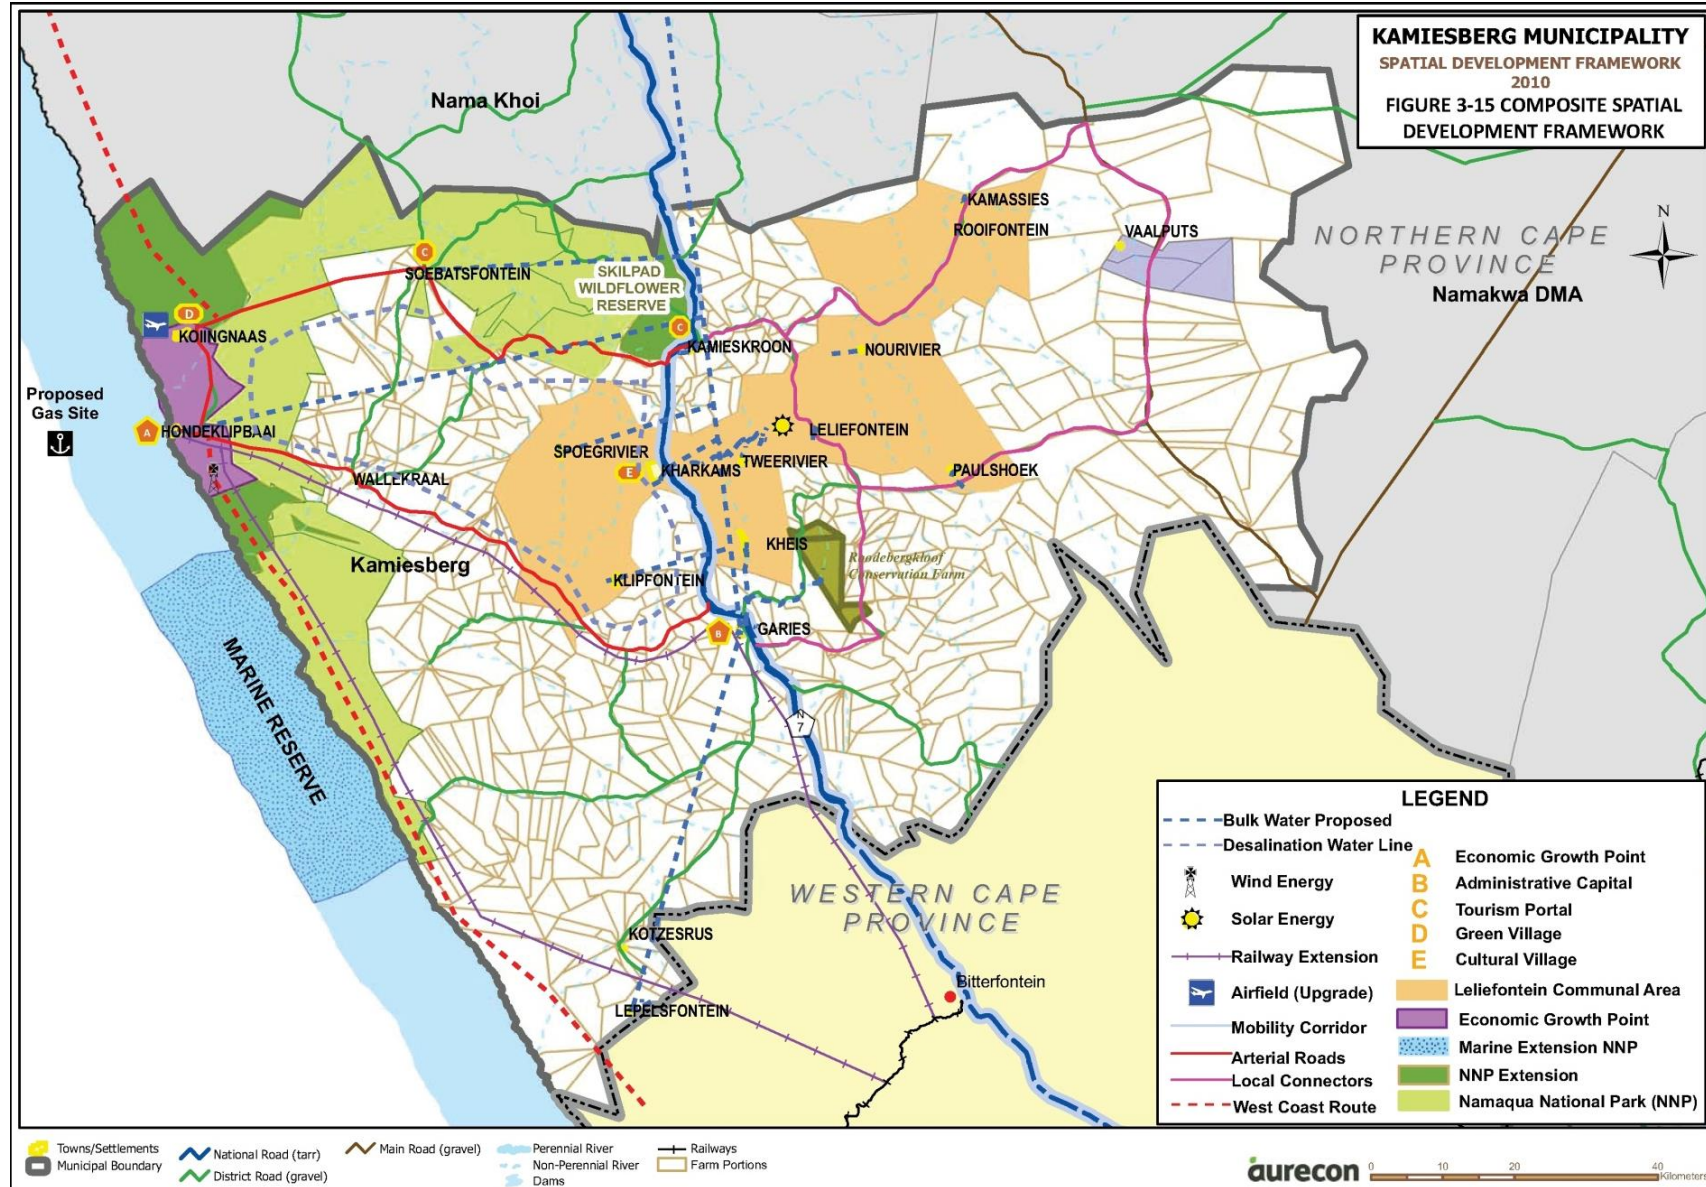 KAMIESBERG MUNICIPALITY
SPATIAL DEVELOPMENT FRAMEWORK
2010
FIGURE 3-15 COMPOSITE SPATIAL
DEVELOPMENT FRAMEWORK
Nama Khoi
N
KAMASSIES
ROOIFONTEIN
VAALPUTS
NORTHERN CAPE
PROVINCE
Namakwa DMA
C
SOEBATSFONTEIN
SKILPAD
WILDFLOWER
RESERVE
D
KOIINGNAAS
C
KAMIESKROON
NOURIVIER
Proposed
Gas Site
A
HONDEKLIPBAAI
LELIEFONTEIN
SPOEGRIVIER
E
KHARKAMS
TWEERIVIER
PAULSHOEK
WALLEKRAAL
KHEIS
Roodebergkloof
Conservation Farm
Kamiesberg
KLIPFONTEIN
B
GARIES
MARINE RESERVE
N
7
WESTERN CAPE
PROVINCE
KOTZESRUS
LEPELSFONTEIN
Bitterfontein
LEGEND
Bulk Water Proposed
Desalination Water Line
Wind Energy
Solar Energy
Railway Extension
Airfield (Upgrade)
Mobility Corridor
Arterial Roads
Local Connectors
West Coast Route
A Economic Growth Point
B Administrative Capital
C Tourism Portal
D Green Village
E Cultural Village
Leliefontein Communal Area
Economic Growth Point
Marine Extension NNP
NNP Extension
Namaqua National Park (NNP)
Towns/Settlements
Municipal Boundary
National Road (tarr)
District Road (gravel)
Main Road (gravel)
Perennial River
Non-Perennial River
Dams
Railways
Farm Portions
aurecon
0 10 20 40
Kilometers